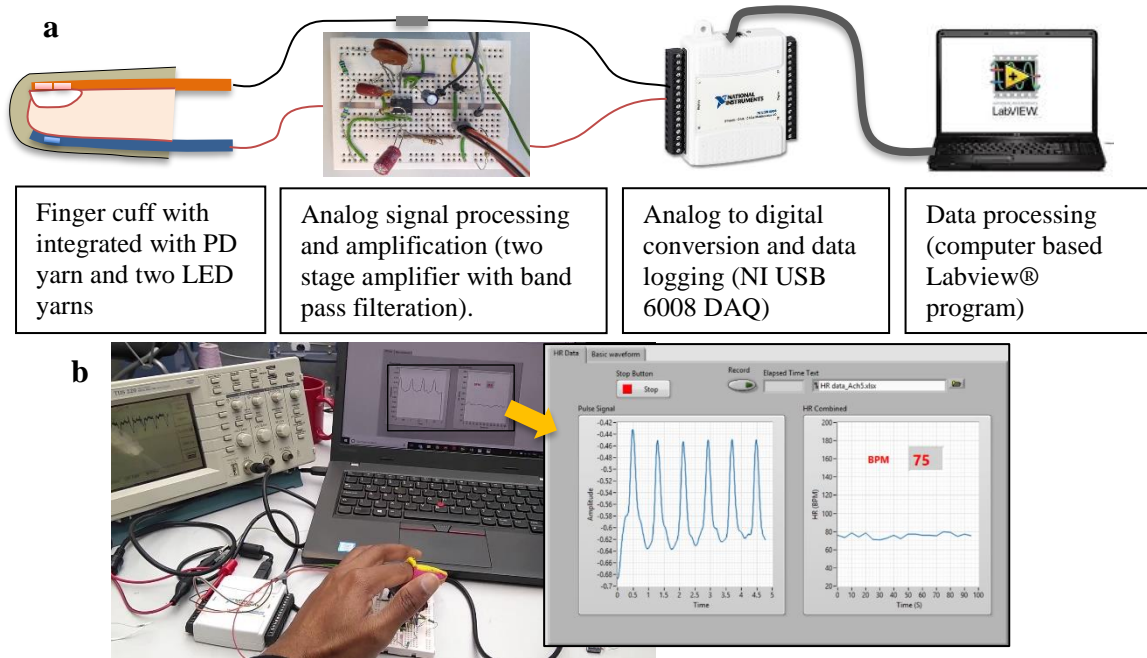 a
NATIONAL
INSTRUMENTS
LabVIEW
Finger cuff with
integrated with PD
yarn and two LED
yarns
Analog signal processing
and amplification (two
stage amplifier with band
pass filteration).
Analog to digital
conversion and data
logging (NI USB
6008 DAQ)
Data processing
(computer based
Labview®
program)
b
HR Data Basic waveform
Stop Button
Stop
Record
Elapsed Time Text
HR data_Ach5.xlsx
Pulse Signal
HR Combined
-0.42
-0.44
-0.46
-0.48
-0.5
-0.52
-0.54
-0.56
-0.58
-0.6
-0.62
-0.64
-0.66
-0.68
-0.7
Amplitude
0 0.5 1 1.5 2 2.5 3 3.5 4 4.5 5
Time
200
180
160
140
120
100
80
60
40
20
HR (BPM)
BPM 75
0 10 20 30 40 50 60 70 80 90 100
Time (S)